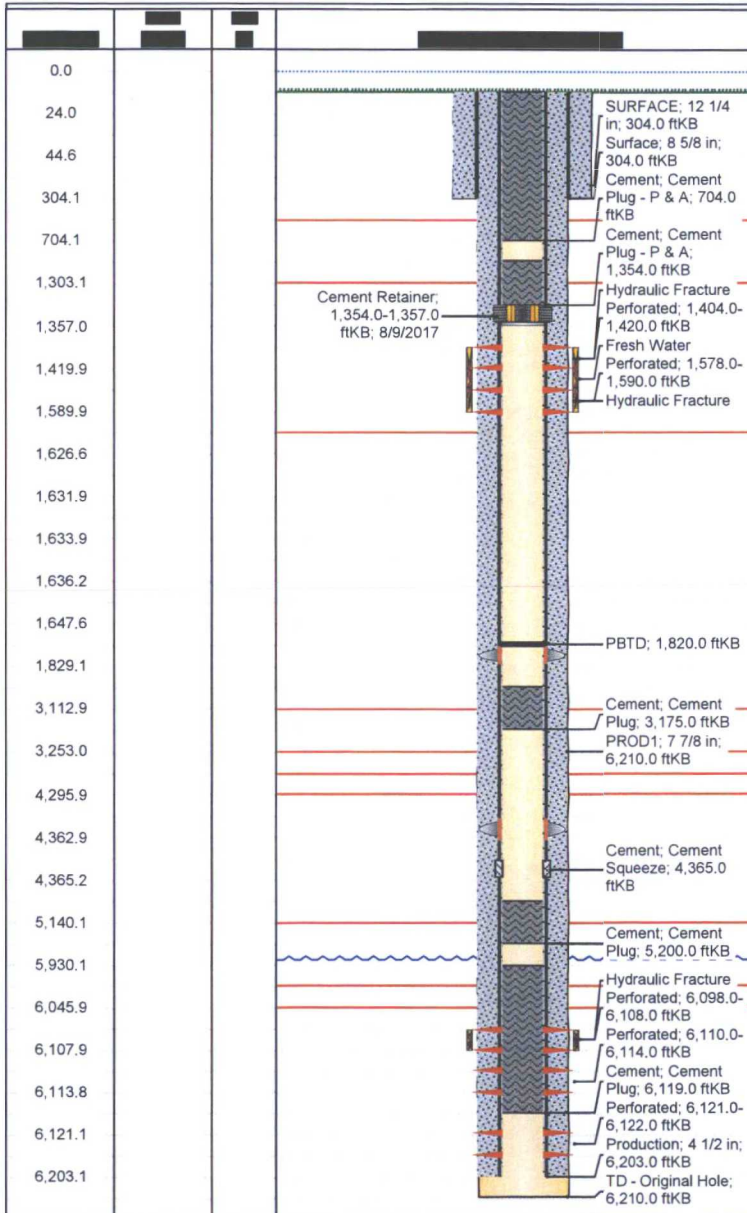 0.0
24.0
44.6
304.1
704.1
1,303.1
1,357.0
1,419.9
1,589.9
1,626.6
1,631.9
1,633.9
1,636.2
1,647.6
1,829.1
3,112.9
3,253.0
4,295.9
4,362.9
4,365.2
5,140.1
5,930.1
6,045.9
6,107.9
6,113.8
6,121.1
6,203.1
Cement Retainer;
1,354.0-1,357.0
ftKB; 8/9/2017
SURFACE; 12 1/4
in; 304.0 ftKB
Surface; 8 5/8 in;
304.0 ftKB
Cement; Cement
Plug - P & A; 704.0
ftKB
Cement; Cement
Plug - P & A;
1,354.0 ftKB
Hydraulic Fracture
Perforated; 1,404.0-
1,420.0 ftKB
Fresh Water
Perforated; 1,578.0-
1,590.0 ftKB
Hydraulic Fracture
PBTD; 1,820.0 ftKB
Cement; Cement
Plug; 3,175.0 ftKB
PROD1; 7 7/8 in;
6,210.0 ftKB
Cement; Cement
Squeeze; 4,365.0
ftKB
Cement; Cement
Plug; 5,200.0 ftKB
Hydraulic Fracture
Perforated; 6,098.0-
6,108.0 ftKB
Perforated; 6,110.0-
6,114.0 ftKB
Cement; Cement
Plug; 6,119.0 ftKB
Perforated; 6,121.0-
6,122.0 ftKB
Production; 4 1/2 in;
6,203.0 ftKB
TD - Original Hole;
6,210.0 ftKB